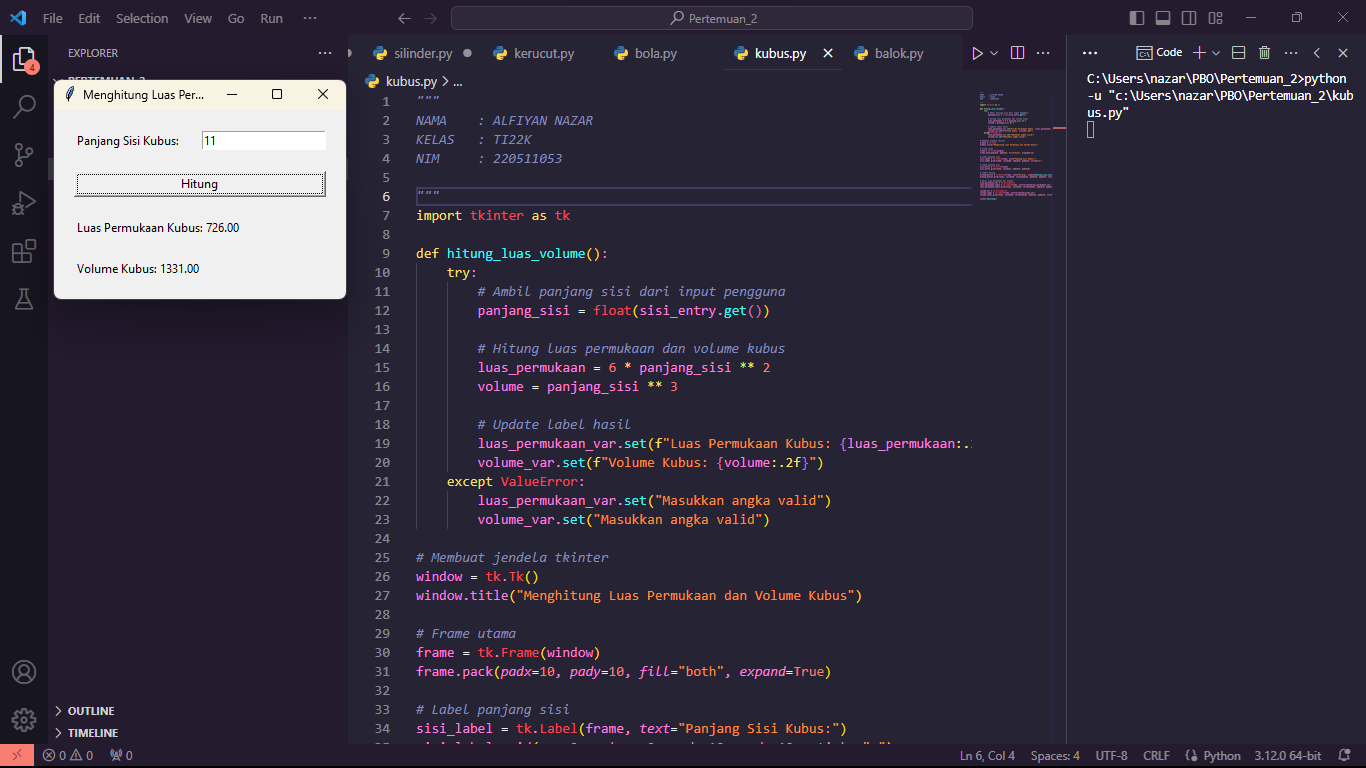 File Edit Selection View Go Run ···
Pertemuan_2
EXPLORER
silinder.py
kerucut.py
bola.py
kubus.py
balok.py
Code
4
kubus.py > ...
Menghitung Luas Per...
Panjang Sisi Kubus: 11
Hitung
Luas Permukaan Kubus: 726.00
Volume Kubus: 1331.00
OUTLINE
TIMELINE
1 """
2 NAMA : ALFIYAN NAZAR
3 KELAS : TI22K
4 NIM : 220511053
5
6 """
7 import tkinter as tk
8
9 def hitung_luas_volume():
10 try:
11 # Ambil panjang sisi dari input pengguna
12 panjang_sisi = float(sisi_entry.get())
13
14 # Hitung luas permukaan dan volume kubus
15 luas_permukaan = 6 * panjang_sisi ** 2
16 volume = panjang_sisi ** 3
17
18 # Update label hasil
19 luas_permukaan_var.set(f"Luas Permukaan Kubus: {luas_permukaan:.
20 volume_var.set(f"Volume Kubus: {volume:.2f}")
21 except ValueError:
22 luas_permukaan_var.set("Masukkan angka valid")
23 volume_var.set("Masukkan angka valid")
24
25 # Membuat jendela tkinter
26 window = tk.Tk()
27 window.title("Menghitung Luas Permukaan dan Volume Kubus")
28
29 # Frame utama
30 frame = tk.Frame(window)
31 frame.pack(padx=10, pady=10, fill="both", expand=True)
32
33 # Label panjang sisi
34 sisi_label = tk.Label(frame, text="Panjang Sisi Kubus:")
C:\Users\nazar\PBO\Pertemuan_2>python
-u "c:\Users\nazar\PBO\Pertemuan_2\kub
us.py"
0 0 0
Ln 6, Col 4 Spaces: 4 UTF-8 CRLF Python 3.12.0 64-bit